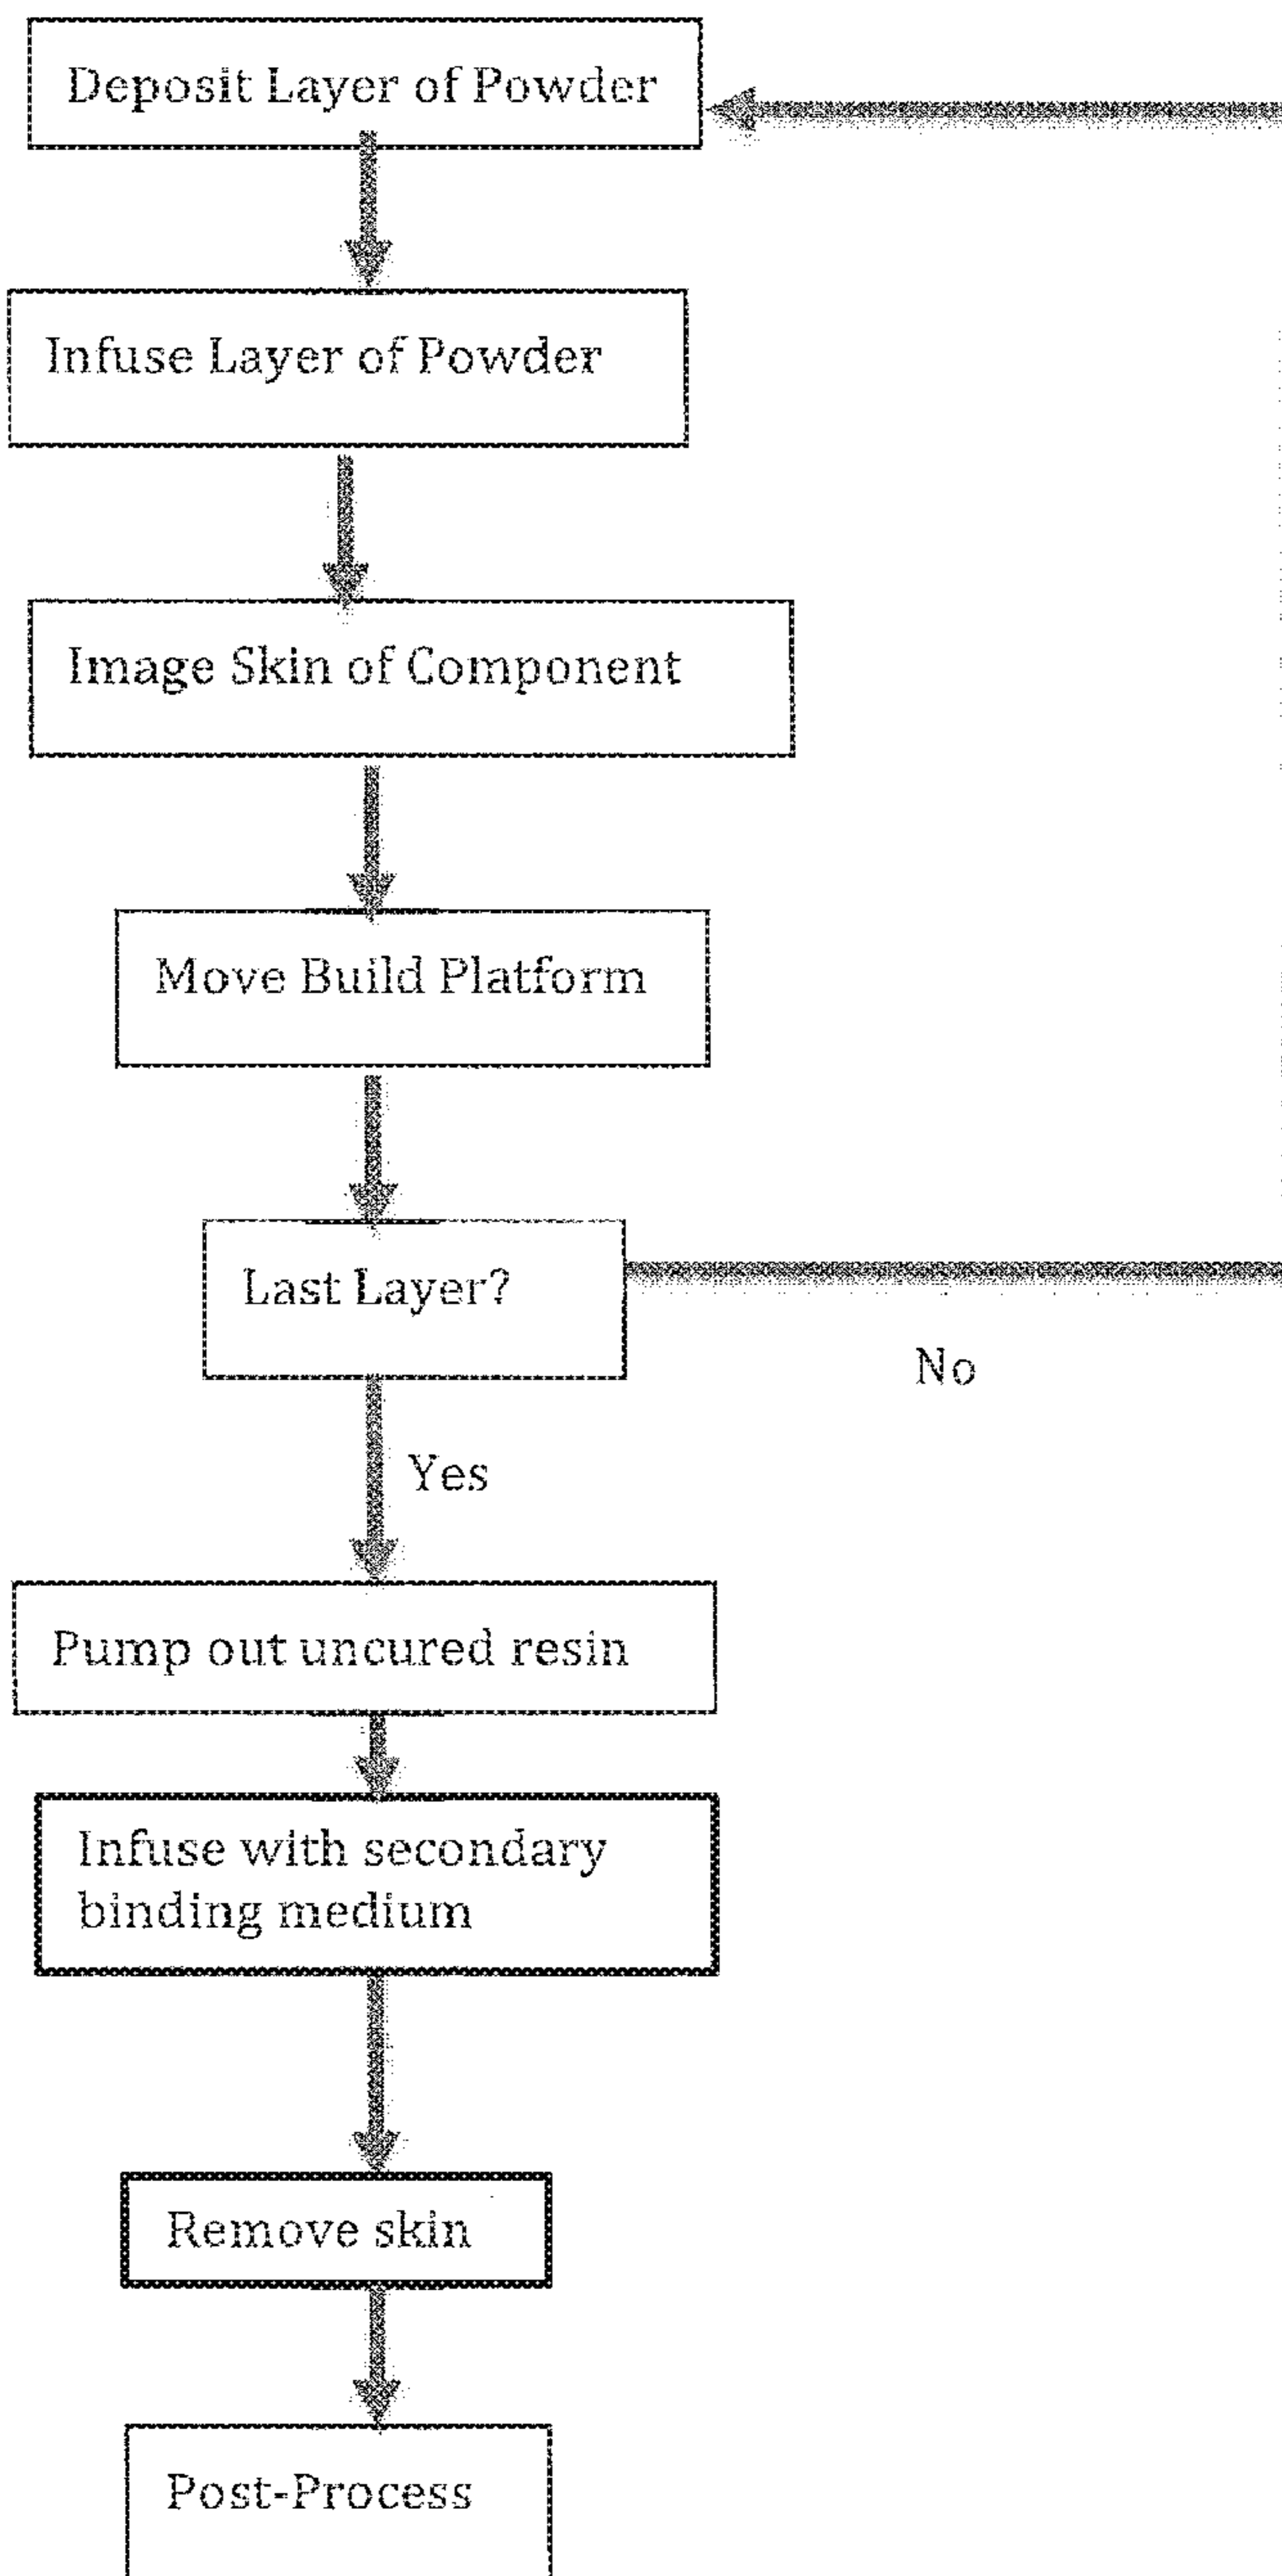 Deposit Layer of Powder
Infuse Layer of Powder
Image Skin of Component
Move Build Platform
Last Layer?
No
Yes
Pump out uncured resin
Infuse with secondary
binding medium
Remove skin
Post-Process